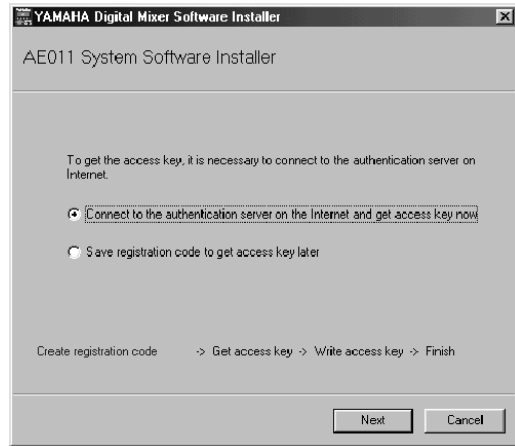 YAMAHA Digital Mixer Software Installer
AE011 System Software Installer
To get the access key, it is necessary to connect to the authentication server on
Internet.
Connect to the authentication server on the Internet and get access key now
Save registration code to get access key later
Create registration code -> Get access key -> Write access key -> Finish
Next Cancel